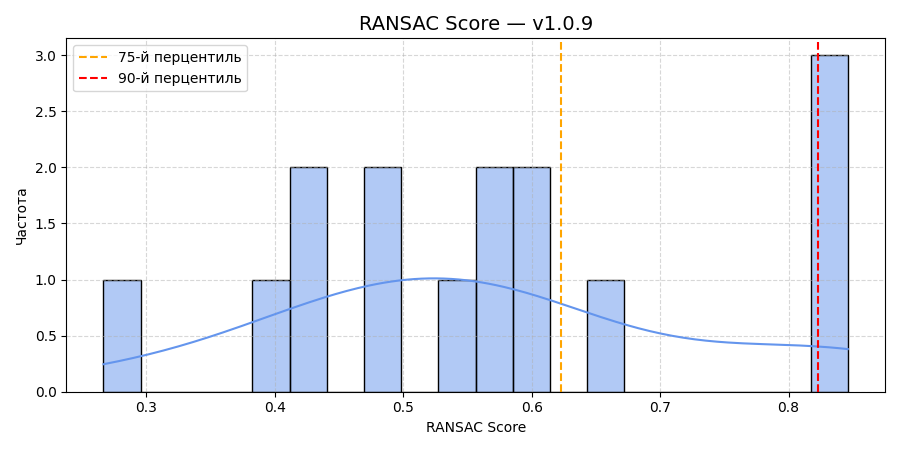 RANSAC Score — v1.0.9
75-й перцентиль
90-й перцентиль
Частота
3.0
2.5
2.0
1.5
1.0
0.5
0.0
0.3 0.4 0.5 0.6 0.7 0.8
RANSAC Score